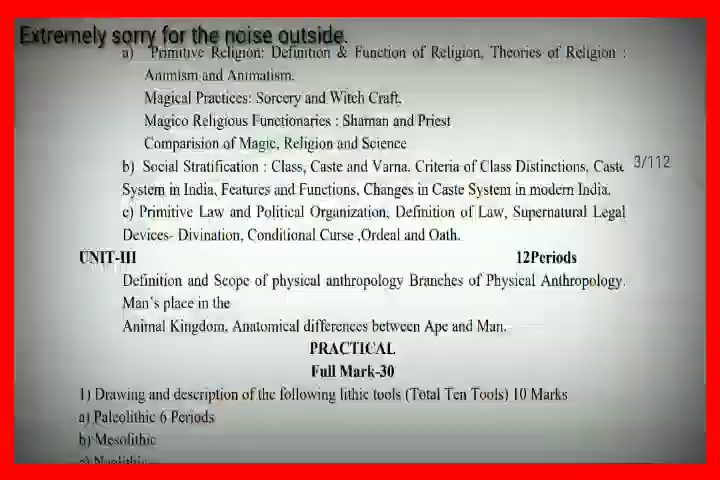 Extremely sorry for the noise outside.
a) Primitive Religion: Definition & Function of Religion, Theories of Religion :
Animism and Animatism.
Magical Practices: Sorcery and Witch Craft.
Magico Religious Functionaries : Shaman and Priest
Comparision of Magic, Religion and Science
b) Social Stratification : Class, Caste and Varna. Criteria of Class Distinctions, Caste
3/112
System in India, Features and Functions, Changes in Caste System in modern India.
c) Primitive Law and Political Organization, Definition of Law, Supernatural Legal
Devices- Divination, Conditional Curse ,Ordeal and Oath.
UNIT-III 12Periods
Definition and Scope of physical anthropology Branches of Physical Anthropology.
Man's place in the
Animal Kingdom, Anatomical differences between Ape and Man.
PRACTICAL
Full Mark-30
1) Drawing and description of the following lithic tools (Total Ten Tools) 10 Marks
a) Paleolithic 6 Periods
b) Mesolithic
c) Neolithic